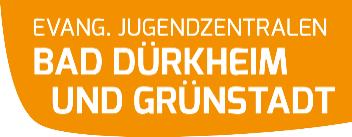 EVANG. JUGENDZENTRALEN
BAD DÜRKHEIM
UND GRÜNSTADT